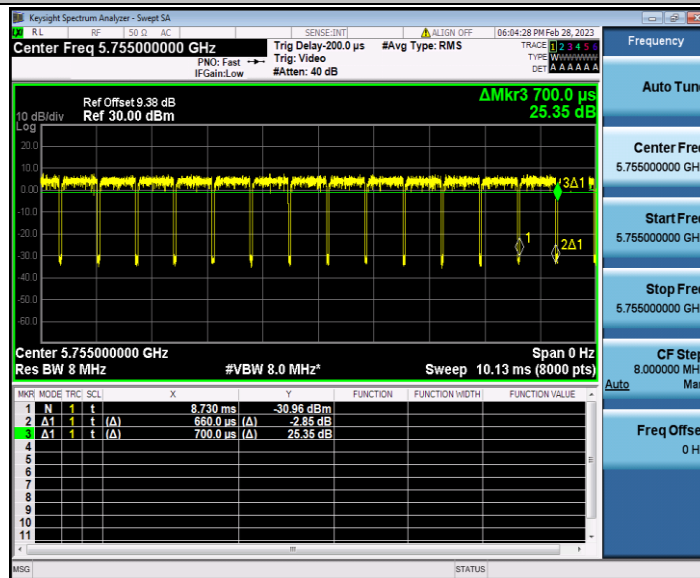 Keysight Spectrum Analyzer - Swept SA
RL RF 50 Ω AC SENSE:INT ALIGN OFF 06:04:28 PM Feb 28, 2023
Center Freq 5.755000000 GHz
PNO: Fast
IFGain:Low
Trig Delay-200.0 µs
Trig: Video
#Atten: 40 dB
#Avg Type: RMS
TRACE 1 2 3 4 5 6
TYPE
DET A A A A A A
Frequency
Auto Tun
ΔMkr3 700.0 µs
25.35 dB
Ref Offset 9.38 dB
10 dB/div Ref 30.00 dBm
Log
20.0
10.0
0.00
-10.0
-20.0
-30.0
-40.0
-50.0
-60.0
3Δ1
1
2Δ1
Center Fre
5.755000000 GH
Start Fre
5.755000000 GH
Stop Fre
5.755000000 GH
CF Ste
8.000000 MH
Auto Ma
Freq Offse
0 H
Center 5.755000000 GHz Span 0 Hz
Res BW 8 MHz #VBW 8.0 MHz* Sweep 10.13 ms (8000 pts)
MKR MODE TRC SCL X Y FUNCTION FUNCTION WIDTH FUNCTION VALUE
1 N 1 t 8.730 ms -30.96 dBm
2 Δ1 1 t (Δ) 660.0 µs (Δ) -2.85 dB
3 Δ1 1 t (Δ) 700.0 µs (Δ) 25.35 dB
4
5
6
7
8
9
10
11
MSG STATUS